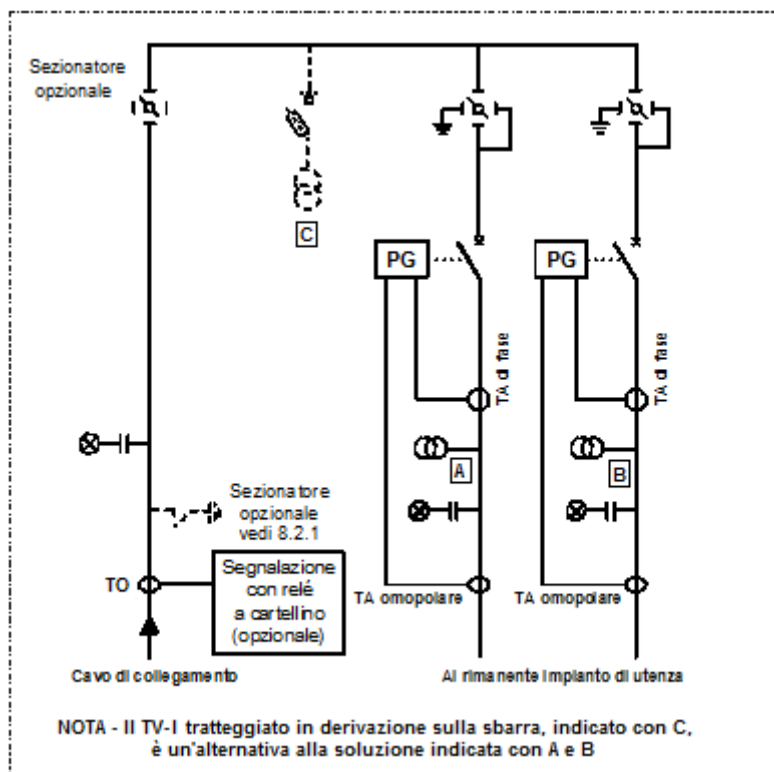 Sezionatore
opzionale
C
PG
PG
TA di fase
TA di fase
A
B
Sezionatore
opzionale
vedi 8.2.1
TO
Segnalazione
con relé
a cartellino
(opzionale)
TA omopolare
TA omopolare
Cavo di collegamento
Al rimanente impianto di utenza
NOTA - Il TV-I tratteggiato in derivazione sulla sbarra, indicato con C,
è un'alternativa alla soluzione indicata con A e B